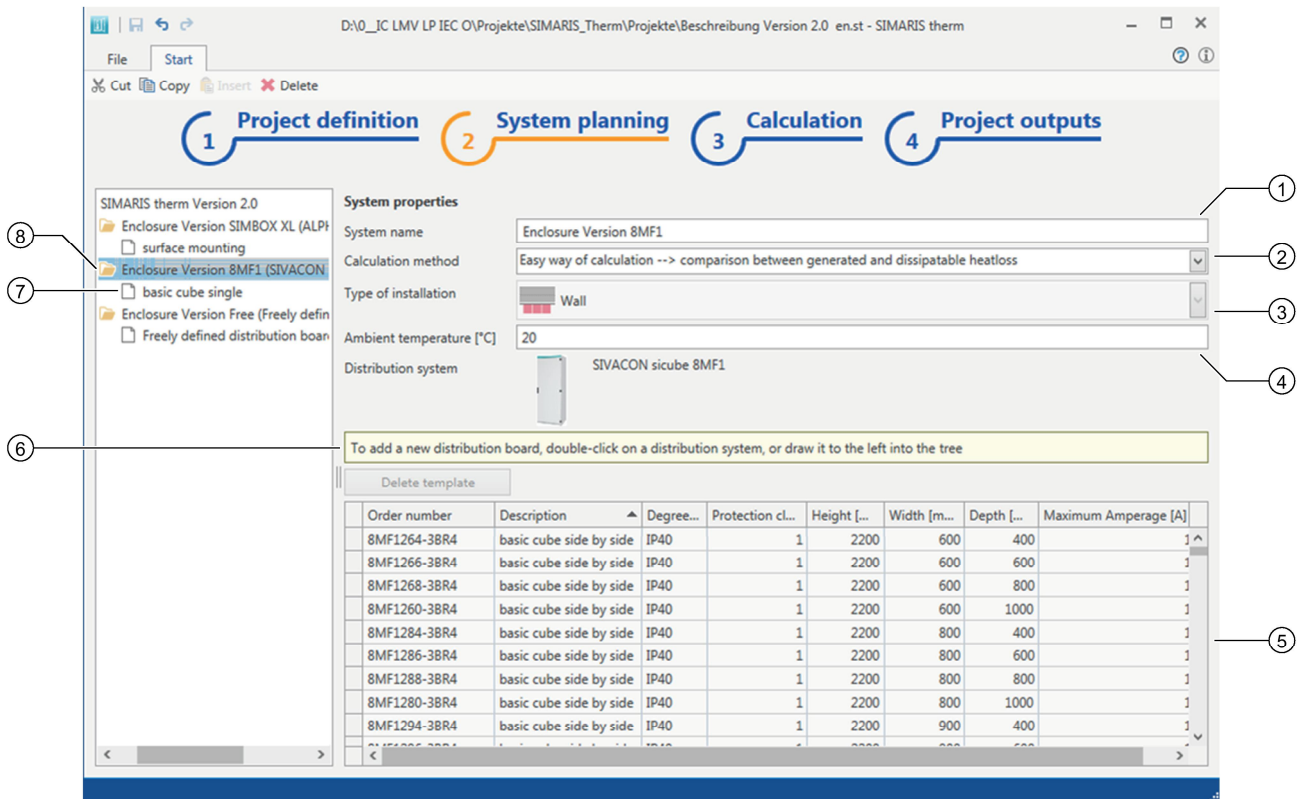 D:\0__IC LMV LP IEC O\Projekte\SIMARIS_Therm\Projekte\Beschreibung Version 2.0 en.st - SIMARIS therm
File Start
Cut Copy Insert Delete
1 Project definition 2 System planning 3 Calculation 4 Project outputs
SIMARIS therm Version 2.0
Enclosure Version SIMBOX XL (ALPH
surface mounting
Enclosure Version 8MF1 (SIVACON
basic cube single
Enclosure Version Free (Freely defin
Freely defined distribution boar
8
7
6
System properties
System name Enclosure Version 8MF1
Calculation method Easy way of calculation --> comparison between generated and dissipatable heatloss
Type of installation Wall
Ambient temperature [°C] 20
Distribution system SIVACON sicube 8MF1
To add a new distribution board, double-click on a distribution system, or draw it to the left into the tree
Delete template
Order number Description Degree... Protection cl... Height [... Width [m... Depth [... Maximum Amperage [A]
8MF1264-3BR4 basic cube side by side IP40 1 2200 600 400 1
8MF1266-3BR4 basic cube side by side IP40 1 2200 600 600 1
8MF1268-3BR4 basic cube side by side IP40 1 2200 600 800 1
8MF1260-3BR4 basic cube side by side IP40 1 2200 600 1000 1
8MF1284-3BR4 basic cube side by side IP40 1 2200 800 400 1
8MF1286-3BR4 basic cube side by side IP40 1 2200 800 600 1
8MF1288-3BR4 basic cube side by side IP40 1 2200 800 800 1
8MF1280-3BR4 basic cube side by side IP40 1 2200 800 1000 1
8MF1294-3BR4 basic cube side by side IP40 1 2200 900 400 1
1
2
3
4
5